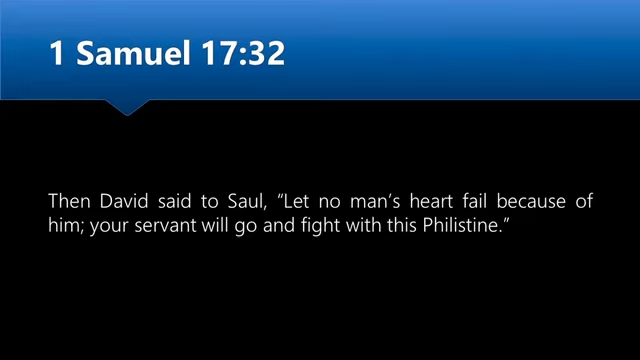 1 Samuel 17:32
Then David said to Saul, “Let no man’s heart fail because of
him; your servant will go and fight with this Philistine.”